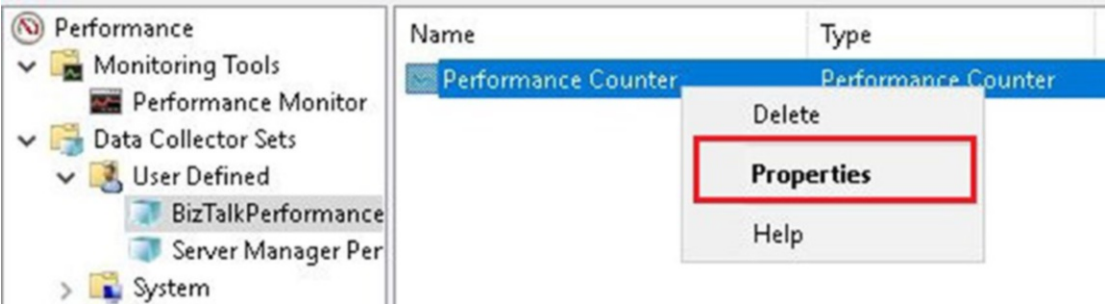 Performance
Monitoring Tools
Performance Monitor
Data Collector Sets
User Defined
BizTalkPerformance
Server Manager Per
System
Name Type
Performance Counter Performance Counter
Delete
Properties
Help